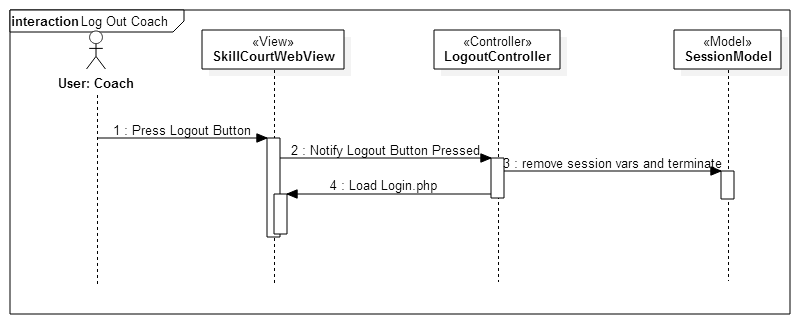 interaction Log Out Coach
«View»
SkillCourtWebView
«Controller»
LogoutController
«Model»
SessionModel
User: Coach
1 : Press Logout Button
2 : Notify Logout Button Pressed
3 : remove session vars and terminate
4 : Load Login.php